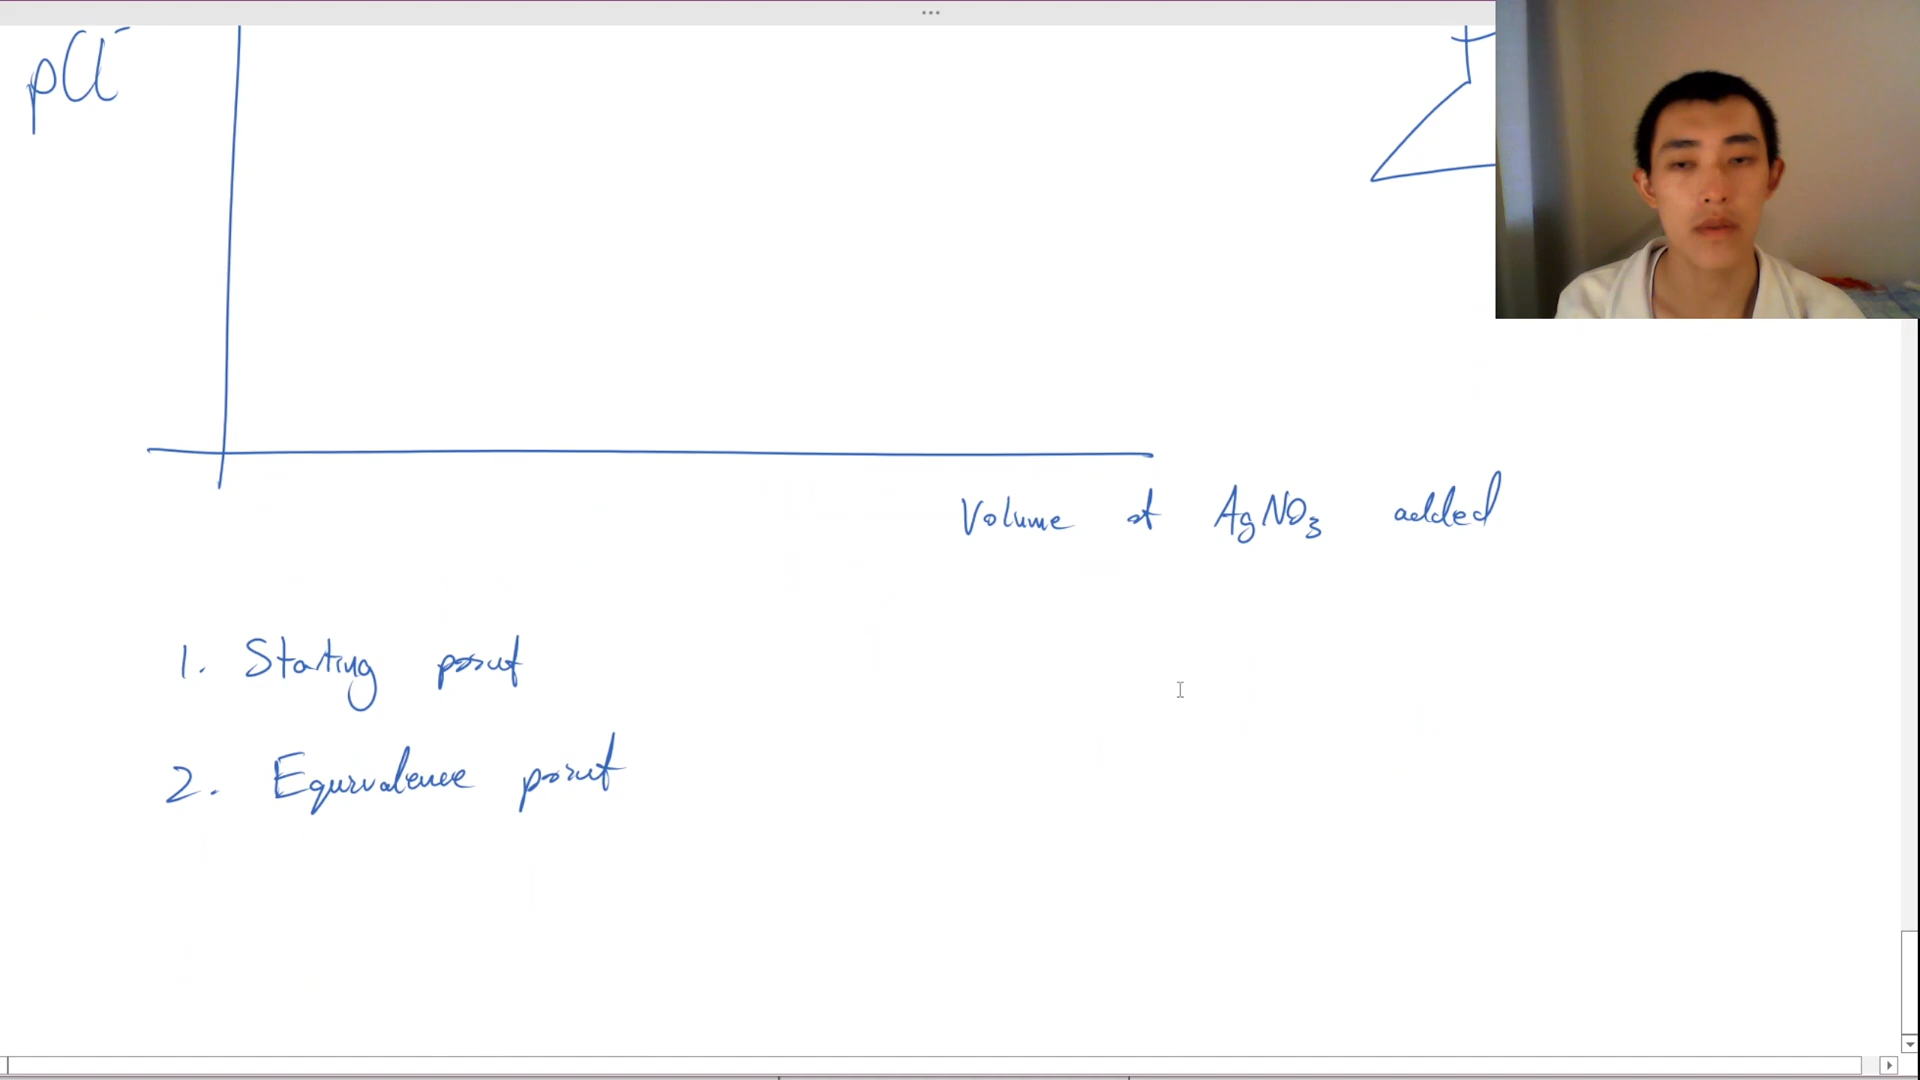 pCl⁻
Volume of AgNO₃ added
1. Starting point
2. Equivalence point